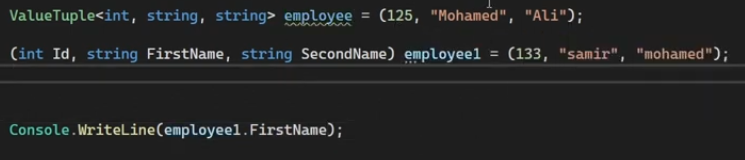 ValueTuple<int, string, string> employee = (125, "Mohamed", "Ali");
(int Id, string FirstName, string SecondName) employee1 = (133, "samir", "mohamed");
Console.WriteLine(employee1.FirstName);